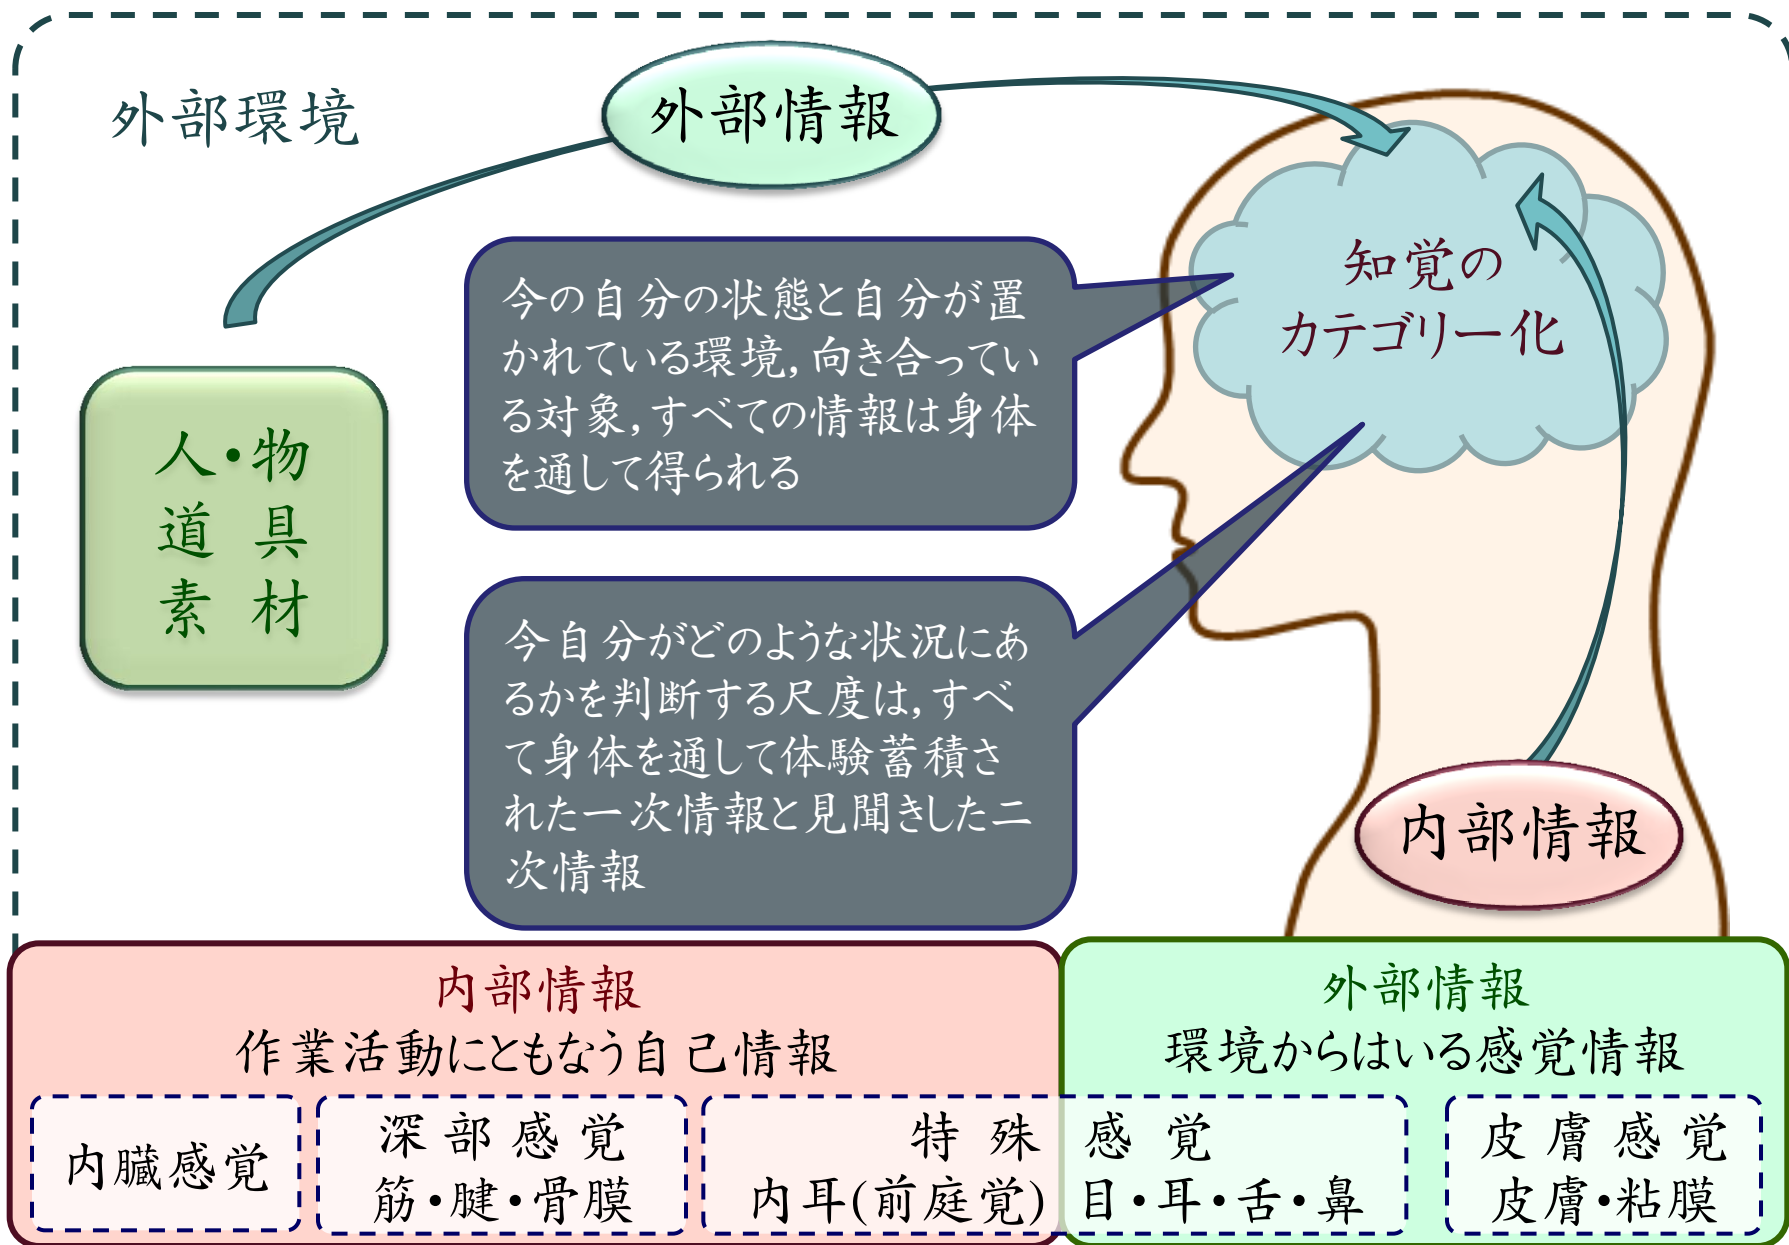 外部環境
外部情報
知覚の
カテゴリー化
今の自分の状態と自分が置
かれている環境,向き合ってい
る対象,すべての情報は身体
を通して得られる
人・物
道具
素材
今自分がどのような状況にあ
るかを判断する尺度は,すべ
て身体を通して体験蓄積さ
れた一次情報と見聞きした二
次情報
内部情報
内部情報
作業活動にともなう自己情報
内臓感覚
深部感覚
筋・腱・骨膜
外部情報
環境からはいる感覚情報
特殊感覚
内耳(前庭覚) 目・耳・舌・鼻
皮膚感覚
皮膚・粘膜